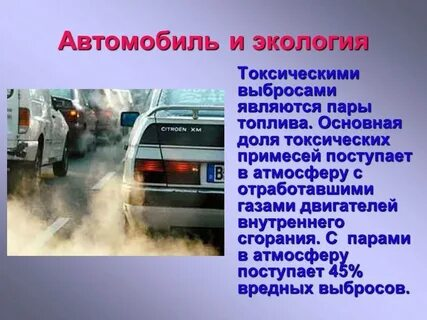 Автомобиль и экология
Токсическими
выбросами
являются пары
топлива. Основная
доля токсических
примесей поступает
в атмосферу с
отработавшими
газами двигателей
внутреннего
сгорания. С парами
в атмосферу
поступает 45%
вредных выбросов.
CITROËN XM